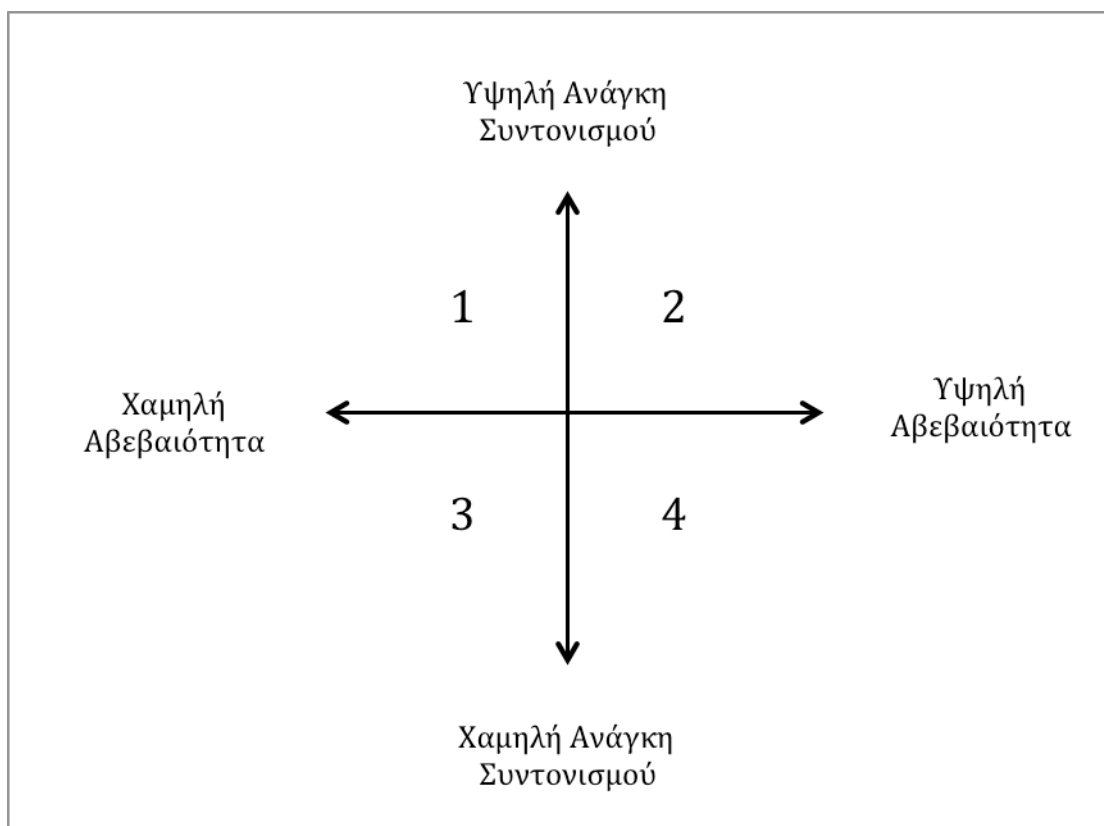 Υψηλή Ανάγκη
Συντονισμού
1
2
Χαμηλή
Αβεβαιότητα
Υψηλή
Αβεβαιότητα
3
4
Χαμηλή Ανάγκη
Συντονισμού